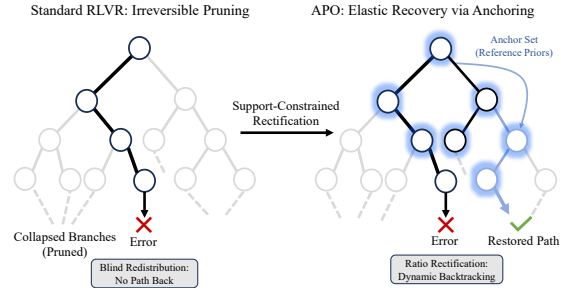 Standard RLVR: Irreversible Pruning
APO: Elastic Recovery via Anchoring
Anchor Set
(Reference Priors)
Support-Constrained
Rectification
Collapsed Branches
(Pruned)
Error
Error
Restored Path
Blind Redistribution:
No Path Back
Ratio Rectification:
Dynamic Backtracking